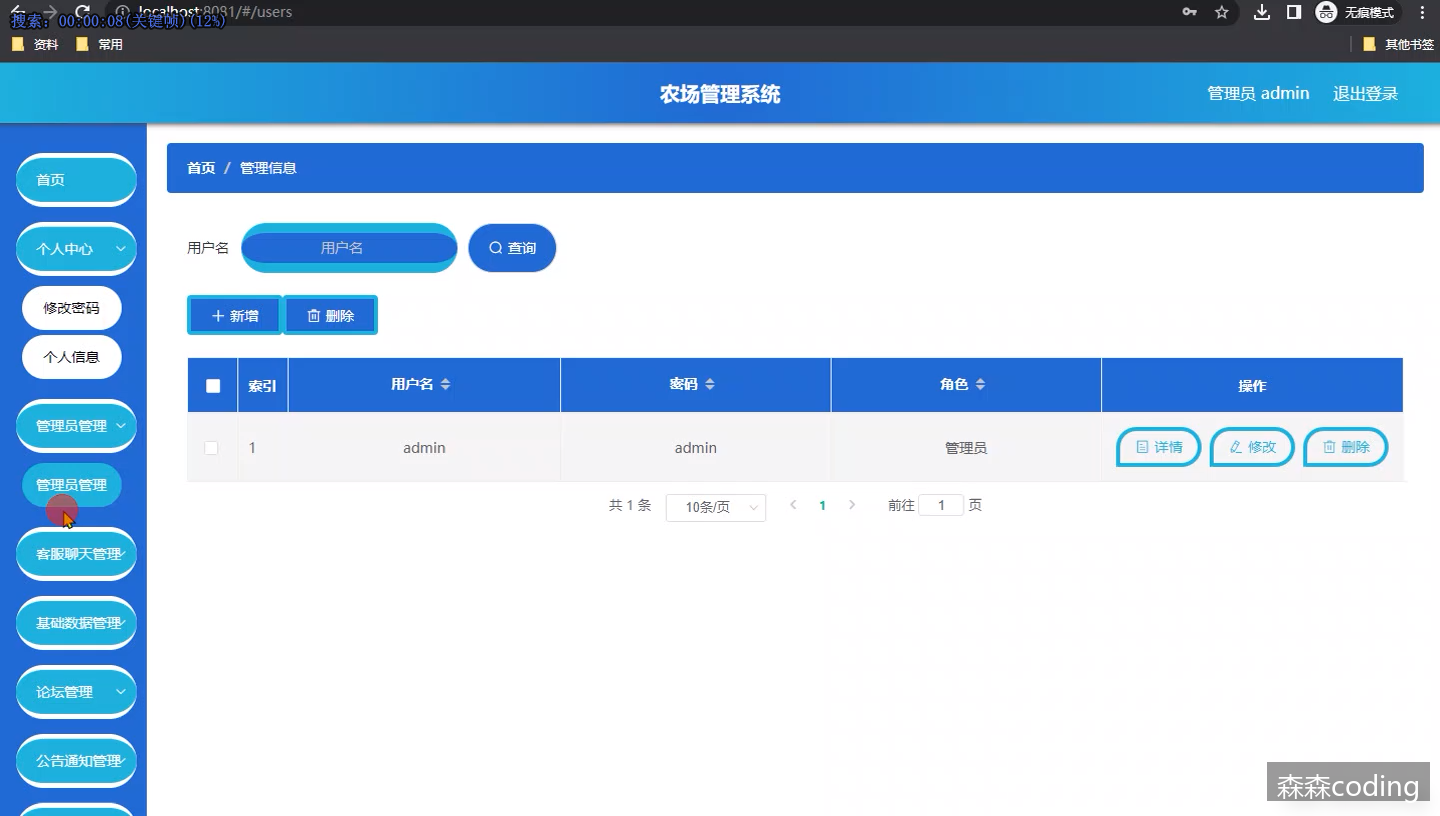 localhost:8081/#/users
搜索: 00:00:08(关键帧)(12%)
无痕模式
资料 常用 其他书签
农场管理系统
管理员 admin 退出登录
首页
个人中心
修改密码
个人信息
管理员管理
管理员管理
客服聊天管理
基础数据管理
论坛管理
公告通知管理
首页 / 管理信息
用户名 用户名 查询
新增 删除
索引 用户名 密码 角色 操作
1 admin admin 管理员 详情 修改 删除
共 1 条 10条/页 1 前往 1 页
森森coding